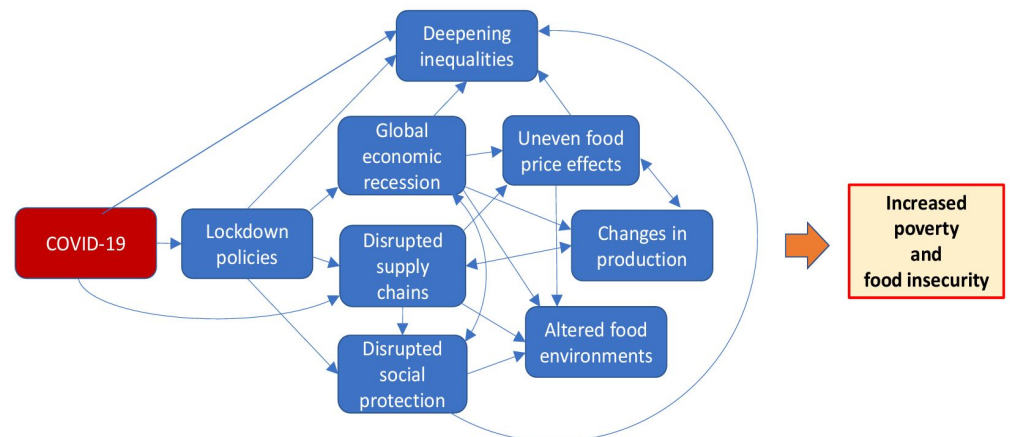 Deepening
inequalities
Global
economic
recession
Uneven food
price effects
COVID-19
Lockdown
policies
Disrupted
supply
chains
Changes in
production
Increased
poverty
and
food insecurity
Disrupted
social
protection
Altered food
environments